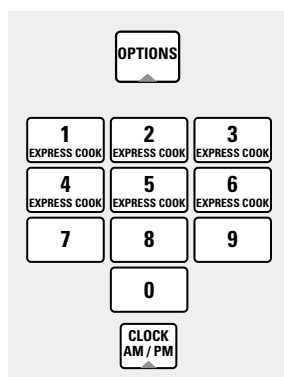 OPTIONS
1 2 3
EXPRESS COOK EXPRESS COOK EXPRESS COOK
4 5 6
EXPRESS COOK EXPRESS COOK EXPRESS COOK
7 8 9
0
CLOCK
AM / PM